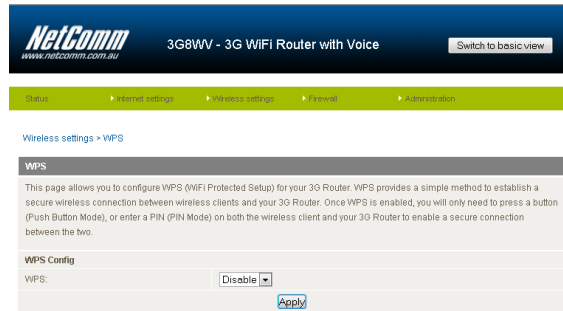 NetComm
www.netcomm.com.au
3G8WV - 3G WiFi Router with Voice
Switch to basic view
Status Internet settings Wireless settings Firewall Administration
Wireless settings > WPS
WPS
This page allows you to configure WPS (WiFi Protected Setup) for your 3G Router. WPS provides a simple method to establish a
secure wireless connection between wireless clients and your 3G Router. Once WPS is enabled, you will only need to press a button
(Push Button Mode), or enter a PIN (PIN Mode) on both the wireless client and your 3G Router to enable a secure connection
between the two.
WPS Config
WPS: Disable
Apply